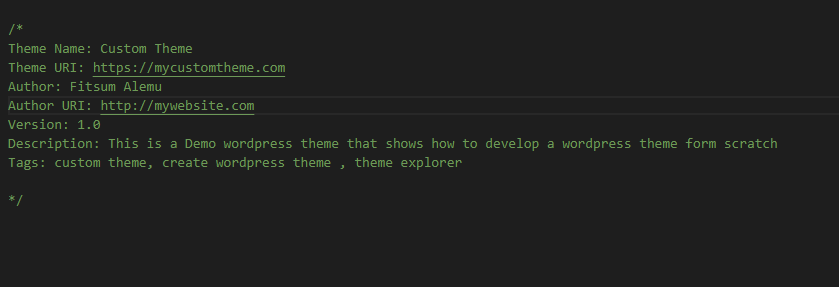 /*
Theme Name: Custom Theme
Theme URI: https://mycustomtheme.com
Author: Fitsum Alemu
Author URI: http://mywebsite.com
Version: 1.0
Description: This is a Demo wordpress theme that shows how to develop a wordpress theme form scratch
Tags: custom theme, create wordpress theme , theme explorer
*/